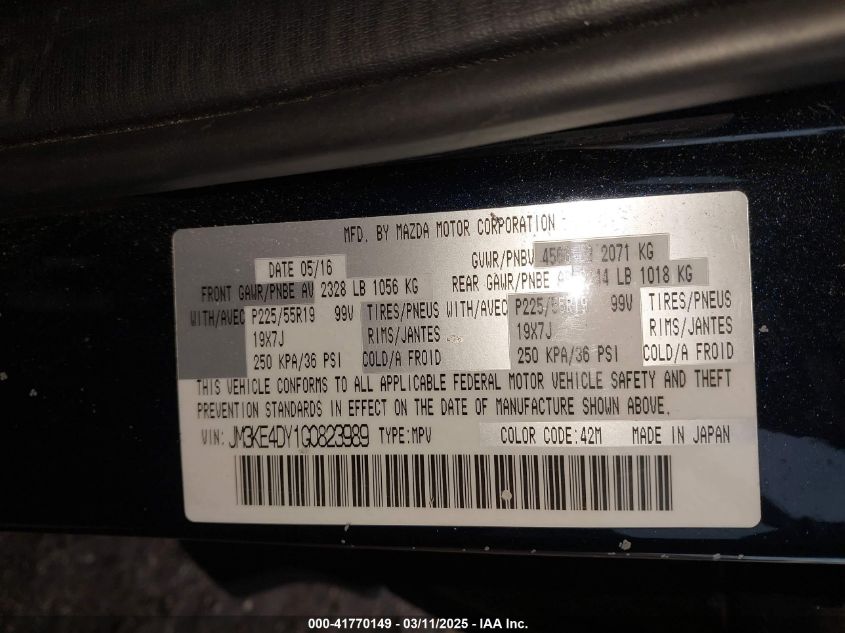 MFD. BY MAZDA MOTOR CORPORATION
DATE 05/16 GVWR/PNBV 2071 KG
FRONT GAWR/PNBE AV 2328 LB 1056 KG REAR GAWR/PNBE LB 1018 KG
WITH/AVEC P225/55R19 99V TIRES/PNEUS WITH/AVEC P225/55R19 99V TIRES/PNEUS
19X7J RIMS/JANTES 19X7J RIMS/JANTES
250 KPA/36 PSI COLD/A FROID 250 KPA/36 PSI COLD/A FROID
THIS VEHICLE CONFORMS TO ALL APPLICABLE FEDERAL MOTOR VEHICLE SAFETY AND THEFT
PREVENTION STANDARDS IN EFFECT ON THE DATE OF MANUFACTURE SHOWN ABOVE.
VIN: JM3KE4DY1G0823989 TYPE:MPV COLOR CODE:42M MADE IN JAPAN
000-41770149 - 03/11/2025 - IAA Inc.